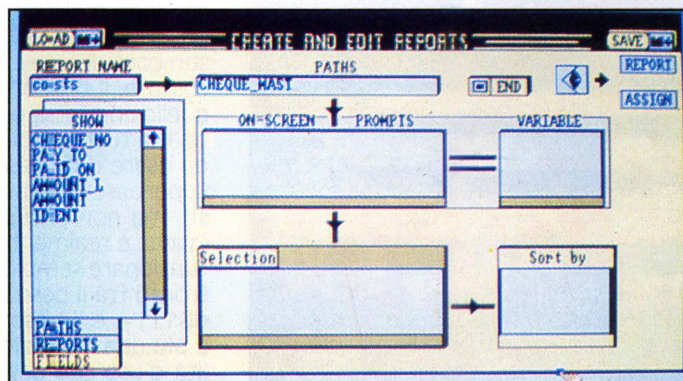 LOAD
CREATE AND EDIT REPORTS
SAVE
REPORT NAME
PATHS
REPORT
costs
CHEQUE_MAST
END
ASSIGN
SHOW
ON-SCREEN PROMPTS
VARIABLE
CHEQUE_NO
PAY_TO
PAID_ON
AMOUNT_L
AMOUNT
IDENT
Selection
Sort by
PATHS
REPORTS
FIELDS